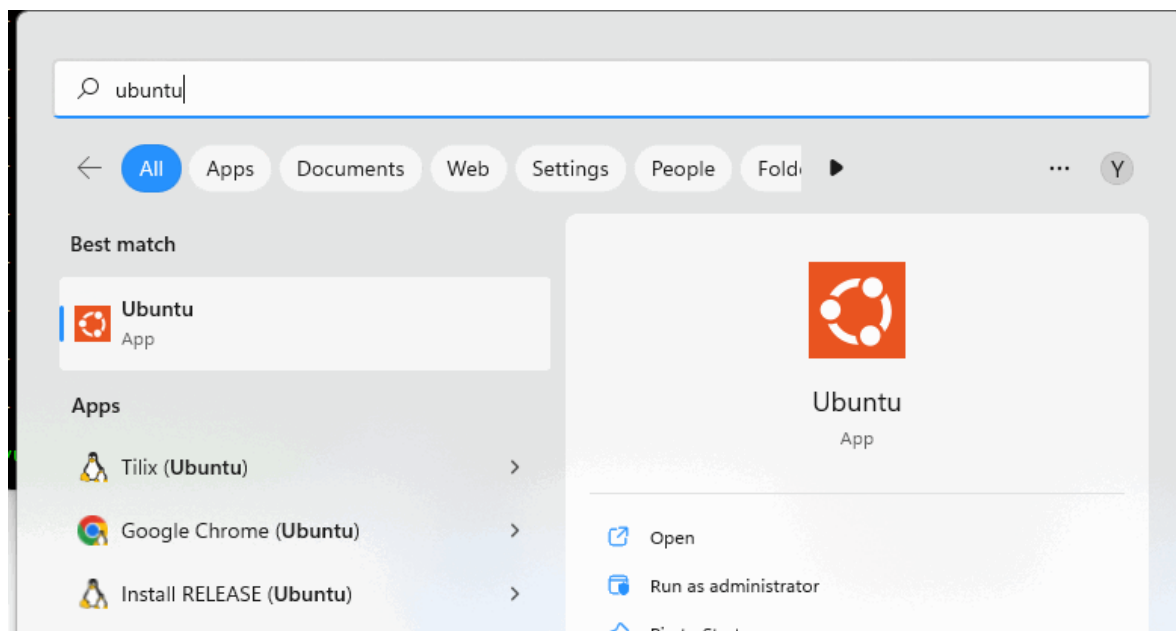 ubuntu
All Apps Documents Web Settings People Fold
Y
Best match
Ubuntu
App
Apps
Tilix (Ubuntu)
Google Chrome (Ubuntu)
Install RELEASE (Ubuntu)
Ubuntu
App
Open
Run as administrator